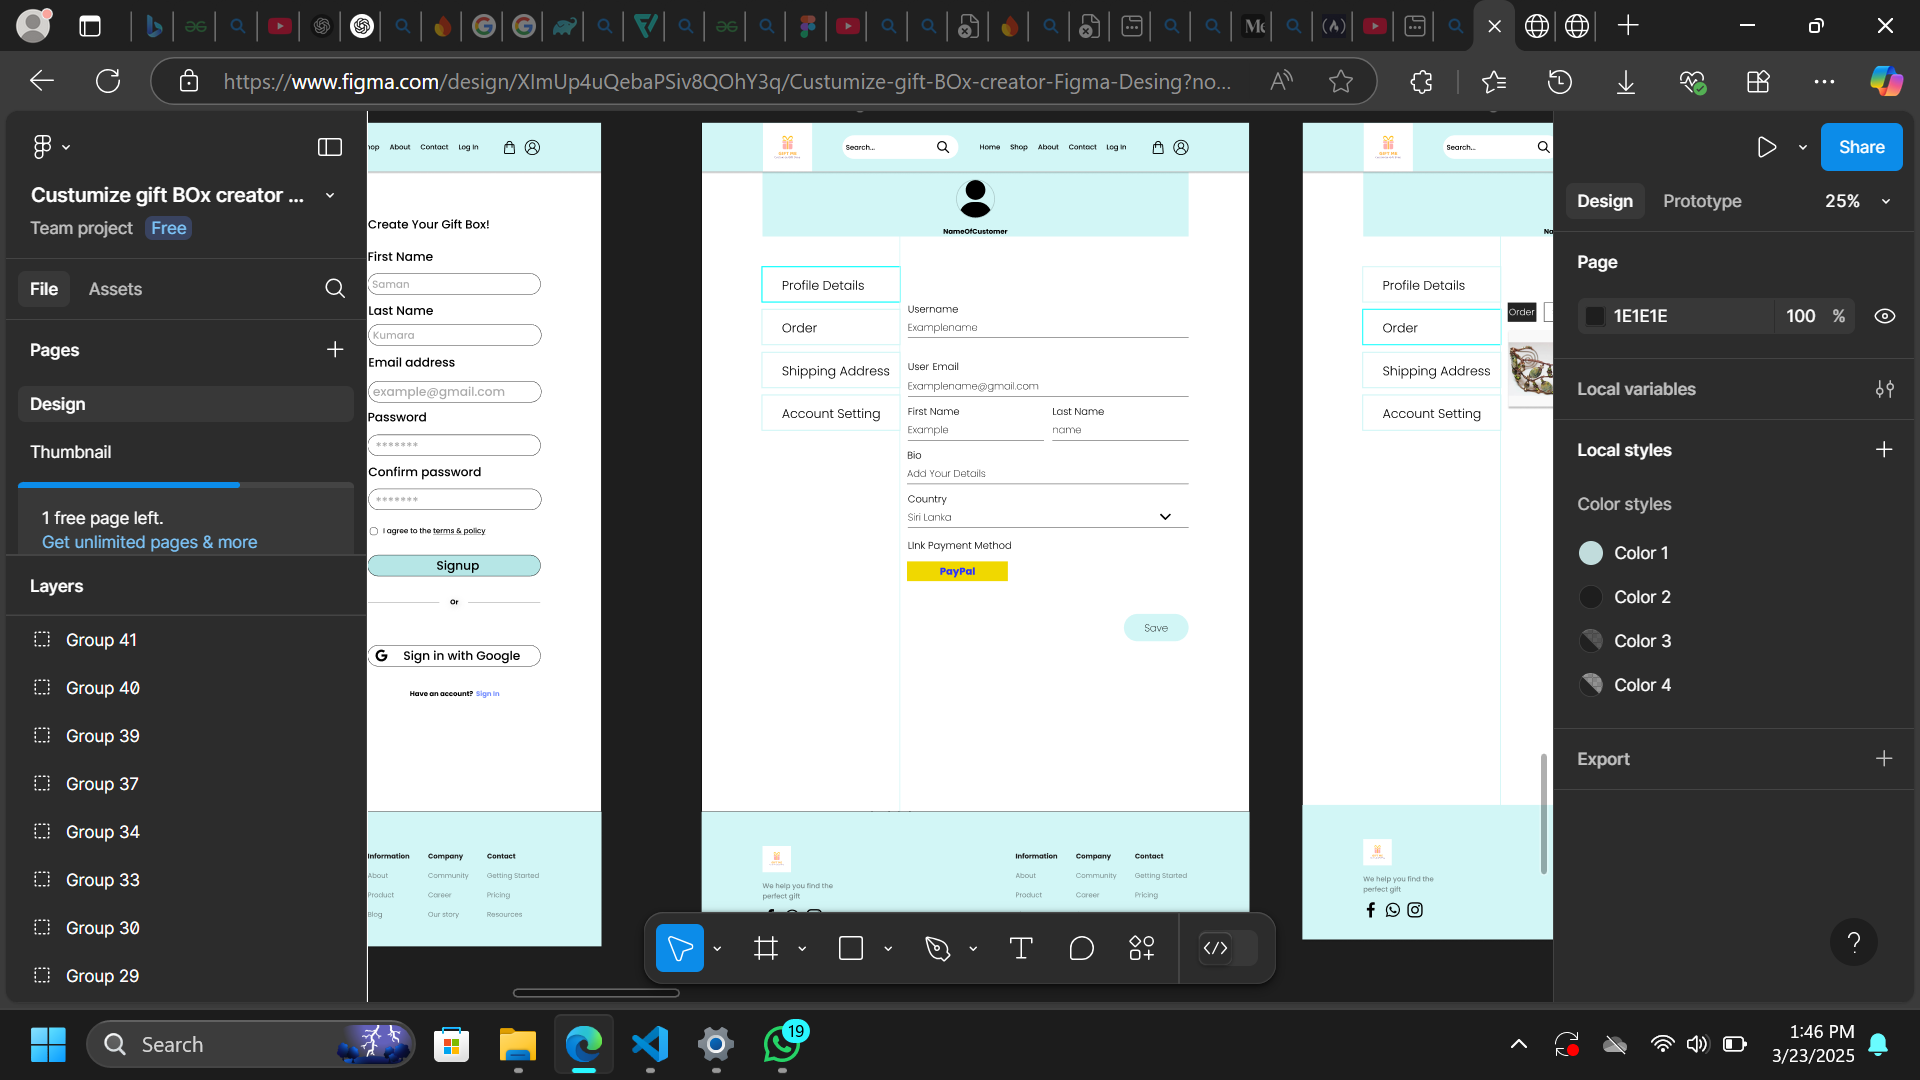 https://www.figma.com/design/XImUp4uQebaPSiv8QOhY3q/Custumize-gift-BOx-creator-Figma-Desing?no...
Custumize gift BOx creator ...
Team project Free
File Assets
Pages
Design
Thumbnail
1 free page left.
Get unlimited pages & more
Layers
Group 41
Group 40
Group 39
Group 37
Group 34
Group 33
Group 30
Group 29
hop About Contact Log In
Create Your Gift Box!
First Name
Saman
Last Name
Kumara
Email address
example@gmail.com
Password
*******
Confirm password
*******
I agree to the terms & policy
Signup
Or
Sign in with Google
Have an account? Sign In
Information Company Contact
About Community Getting Started
Product Career Pricing
Blog Our story Resources
GIFT ME
Search... Home Shop About Contact Log In
NameOfCustomer
Profile Details
Order
Shipping Address
Account Setting
Username
Examplename
User Email
Examplename@gmail.com
First Name Last Name
Example name
Bio
Add Your Details
Country
Siri Lanka
LInk Payment Method
PayPal
Save
We help you find the
perfect gift
Information Company Contact
About Community Getting Started
Product Career Pricing
GIFT ME
Search...
Na
Profile Details
Order
Shipping Address
Account Setting
Order
We help you find the
perfect gift
Share
Design Prototype 25%
Page
1E1E1E 100 %
Local variables
Local styles
Color styles
Color 1
Color 2
Color 3
Color 4
Export
Search
19
1:46 PM
3/23/2025